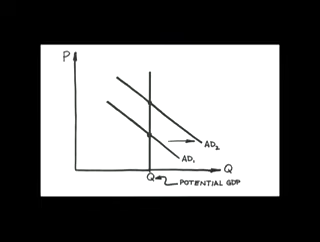 P
AD₂
AD₁
Q
Q
POTENTIAL GDP